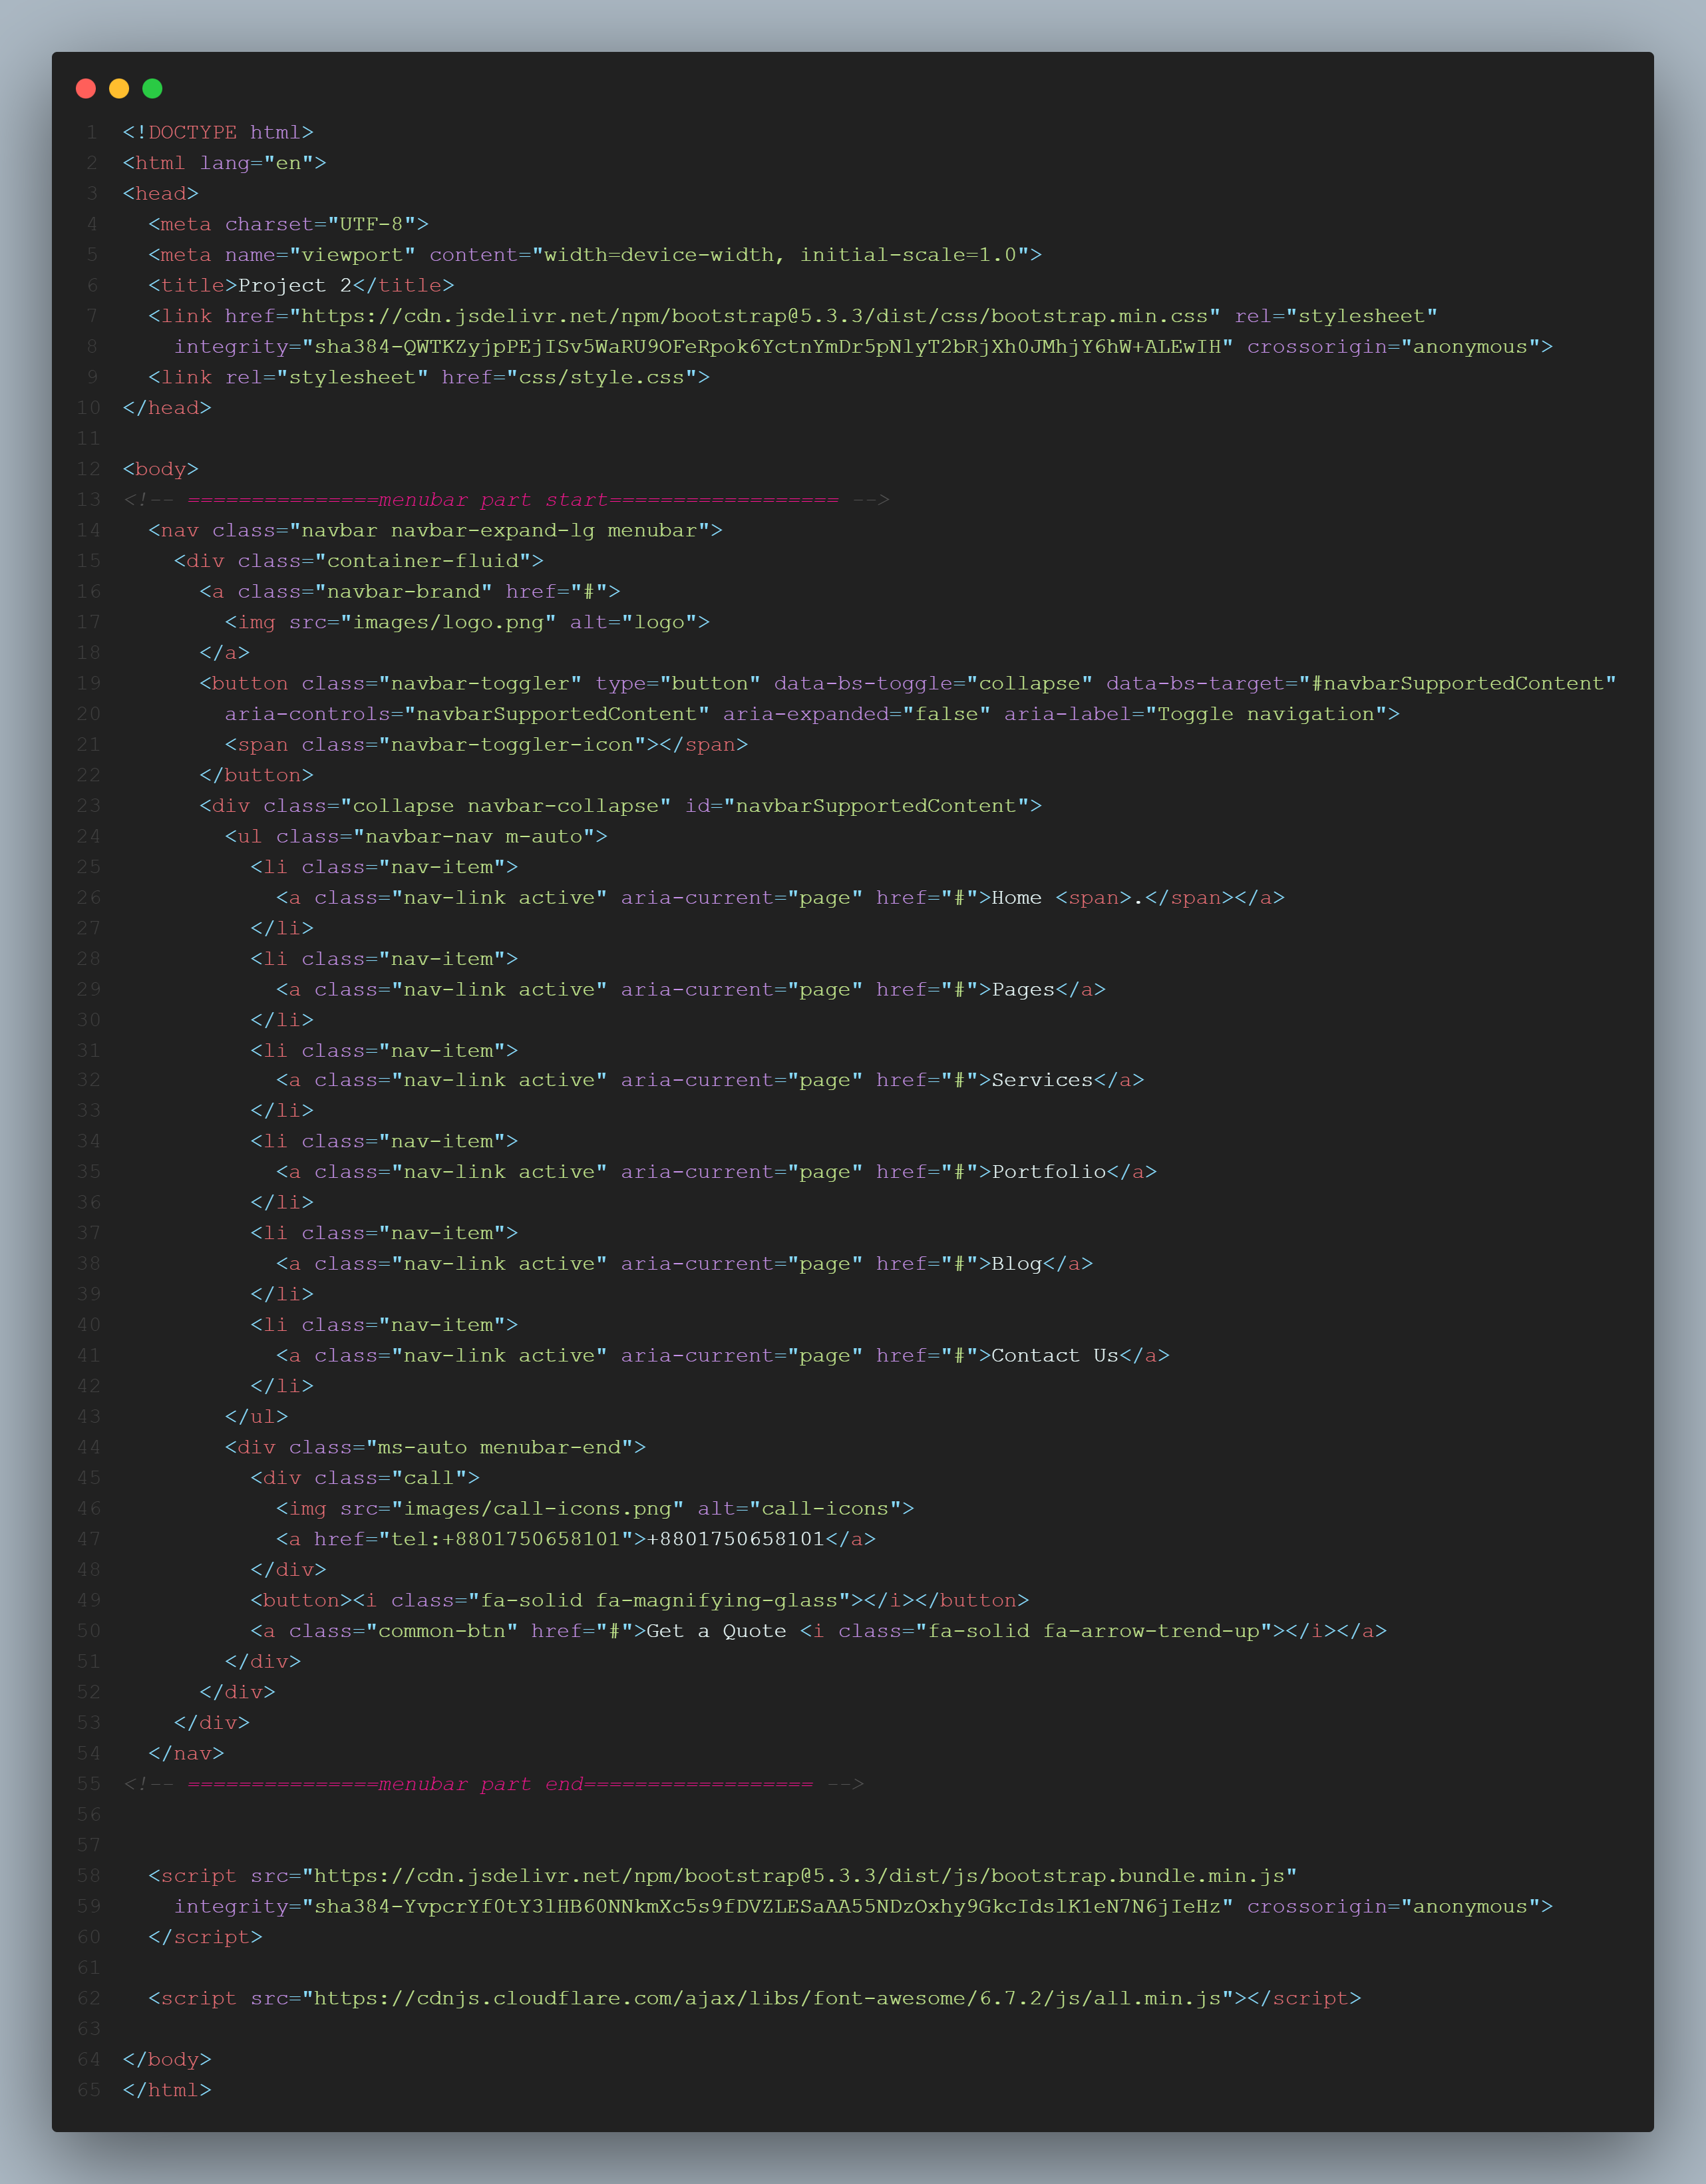 1 <!DOCTYPE html>
2 <html lang="en">
3 <head>
4   <meta charset="UTF-8">
5   <meta name="viewport" content="width=device-width, initial-scale=1.0">
6   <title>Project 2</title>
7   <link href="https://cdn.jsdelivr.net/npm/bootstrap@5.3.3/dist/css/bootstrap.min.css" rel="stylesheet"
8     integrity="sha384-QWTKZyjpPEjISv5WaRU9OFeRpok6YctnYmDr5pNlyT2bRjXh0JMhjY6hW+ALEwIH" crossorigin="anonymous">
9   <link rel="stylesheet" href="css/style.css">
10 </head>
11
12 <body>
13 <!-- ===============menubar part start================== -->
14   <nav class="navbar navbar-expand-lg menubar">
15     <div class="container-fluid">
16       <a class="navbar-brand" href="#">
17         <img src="images/logo.png" alt="logo">
18       </a>
19       <button class="navbar-toggler" type="button" data-bs-toggle="collapse" data-bs-target="#navbarSupportedContent"
20         aria-controls="navbarSupportedContent" aria-expanded="false" aria-label="Toggle navigation">
21         <span class="navbar-toggler-icon"></span>
22       </button>
23       <div class="collapse navbar-collapse" id="navbarSupportedContent">
24         <ul class="navbar-nav m-auto">
25           <li class="nav-item">
26             <a class="nav-link active" aria-current="page" href="#">Home <span>.</span></a>
27           </li>
28           <li class="nav-item">
29             <a class="nav-link active" aria-current="page" href="#">Pages</a>
30           </li>
31           <li class="nav-item">
32             <a class="nav-link active" aria-current="page" href="#">Services</a>
33           </li>
34           <li class="nav-item">
35             <a class="nav-link active" aria-current="page" href="#">Portfolio</a>
36           </li>
37           <li class="nav-item">
38             <a class="nav-link active" aria-current="page" href="#">Blog</a>
39           </li>
40           <li class="nav-item">
41             <a class="nav-link active" aria-current="page" href="#">Contact Us</a>
42           </li>
43         </ul>
44         <div class="ms-auto menubar-end">
45           <div class="call">
46             <img src="images/call-icons.png" alt="call-icons">
47             <a href="tel:+8801750658101">+8801750658101</a>
48           </div>
49           <button><i class="fa-solid fa-magnifying-glass"></i></button>
50           <a class="common-btn" href="#">Get a Quote <i class="fa-solid fa-arrow-trend-up"></i></a>
51         </div>
52       </div>
53     </div>
54   </nav>
55 <!-- ===============menubar part end================== -->
56
57
58   <script src="https://cdn.jsdelivr.net/npm/bootstrap@5.3.3/dist/js/bootstrap.bundle.min.js"
59     integrity="sha384-YvpcrYf0tY3lHB60NNkmXc5s9fDVZLESaAA55NDzOxhy9GkcIdslK1eN7N6jIeHz" crossorigin="anonymous">
60   </script>
61
62   <script src="https://cdnjs.cloudflare.com/ajax/libs/font-awesome/6.7.2/js/all.min.js"></script>
63
64 </body>
65 </html>